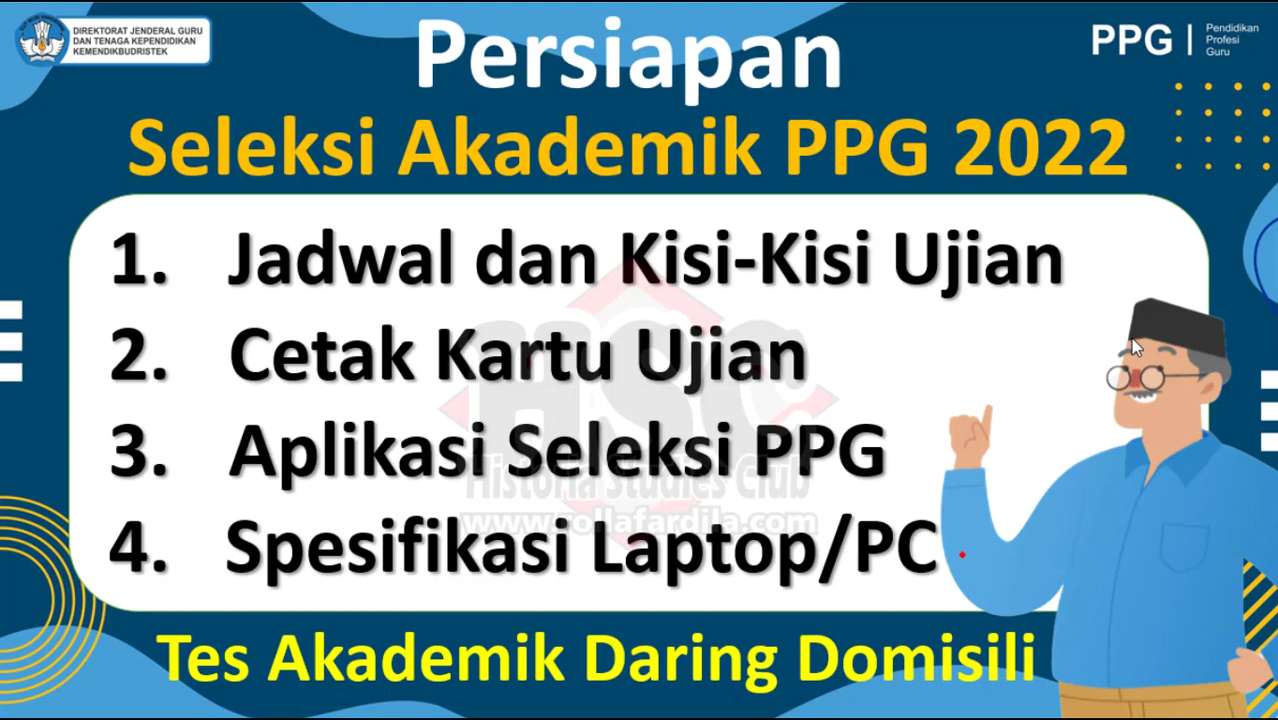 DIREKTORAT JENDERAL GURU
DAN TENAGA KEPENDIDIKAN
KEMENDIKBUDRISTEK
PPG | Pendidikan
Profesi
Guru
Persiapan
Seleksi Akademik PPG 2022
1. Jadwal dan Kisi-Kisi Ujian
2. Cetak Kartu Ujian
3. Aplikasi Seleksi PPG
4. Spesifikasi Laptop/PC
HSC
Historia Studies Club
www.rollafardila.com
Tes Akademik Daring Domisili